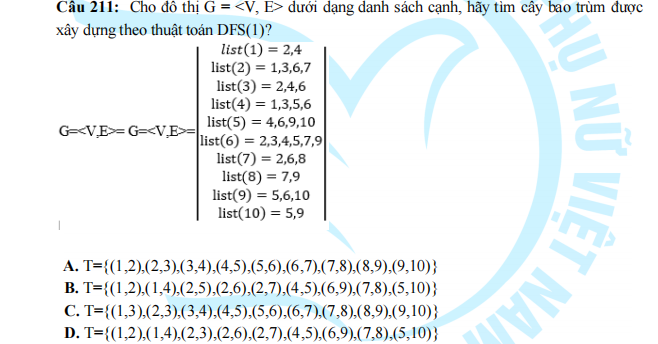 Câu 211: Cho đô thị G = <V, E> dưới dạng danh sách cạnh, hãy tìm cây bao trùm được
xây dựng theo thuật toán DFS(1)?
list(1) = 2,4
list(2) = 1,3,6,7
list(3) = 2,4,6
list(4) = 1,3,5,6
list(5) = 4,6,9,10
G=<V,E>= G=<V,E>=
list(6) = 2,3,4,5,7,9
list(7) = 2,6,8
list(8) = 7,9
list(9) = 5,6,10
list(10) = 5,9
A. T={(1,2),(2,3),(3,4),(4,5),(5,6),(6,7),(7,8),(8,9),(9,10)}
B. T={(1,2),(1,4),(2,5),(2,6),(2,7),(4,5),(6,9),(7,8),(5,10)}
C. T={(1,3),(2,3),(3,4),(4,5),(5,6),(6,7),(7,8),(8,9),(9,10)}
D. T={(1,2),(1,4),(2,3),(2,6),(2,7),(4,5),(6,9),(7,8),(5,10)}
HỤ NỮ VIỆT NAM